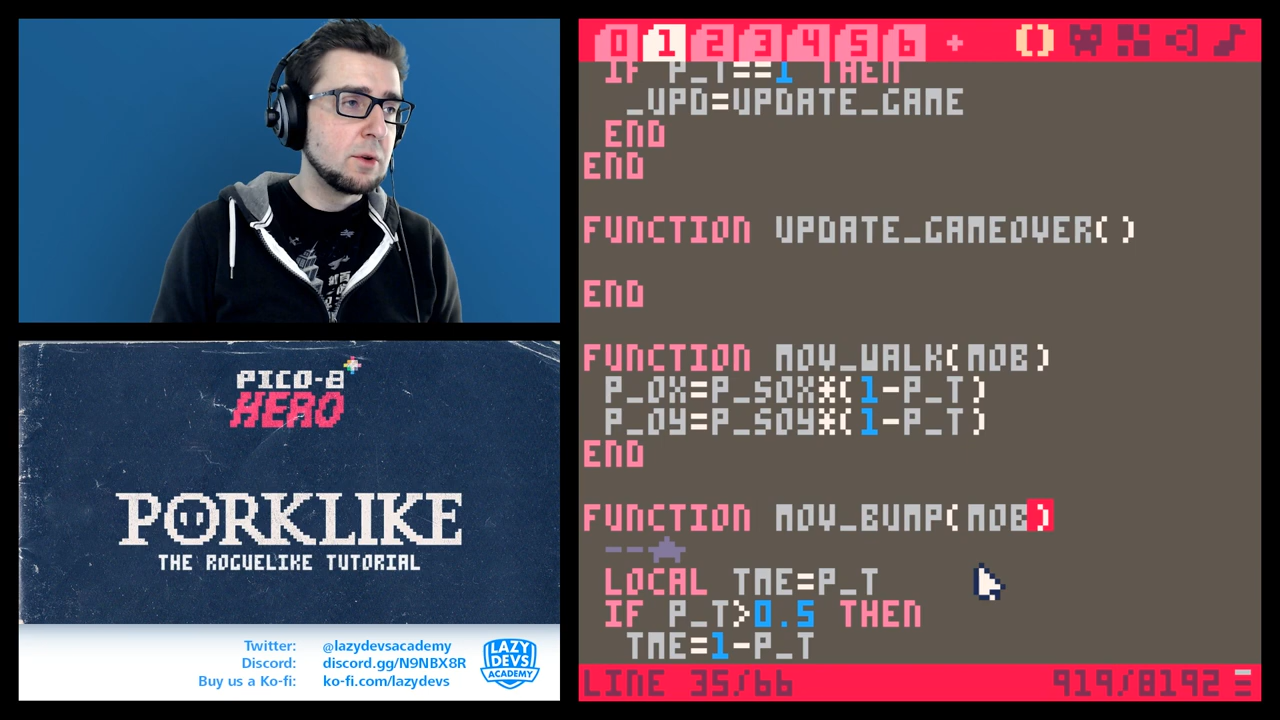 0 1 2 3 4 5 6 +
IF P_T==1 THEN
_UPD=UPDATE_GAME
END
END
FUNCTION UPDATE_GAMEOVER()
END
FUNCTION MOV_WALK(MOB)
P_OX=P_SOX*(1-P_T)
P_OY=P_SOY*(1-P_T)
END
FUNCTION MOV_BUMP(MOB)
--
LOCAL TME=P_T
IF P_T>0.5 THEN
TME=1-P_T
LINE 35/66 919/8192
PICO-8
HERO
PORKLIKE
THE ROGUELIKE TUTORIAL
Twitter: @lazydevsacademy
Discord: discord.gg/N9NBX8R
Buy us a Ko-fi: ko-fi.com/lazydevs
LAZY
DEVS
ACADEMY